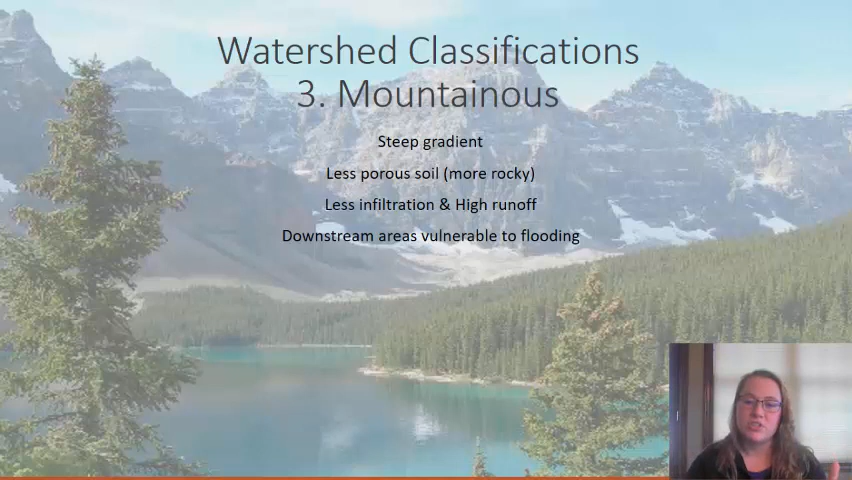 Watershed Classifications
3. Mountainous
Steep gradient
Less porous soil (more rocky)
Less infiltration & High runoff
Downstream areas vulnerable to flooding